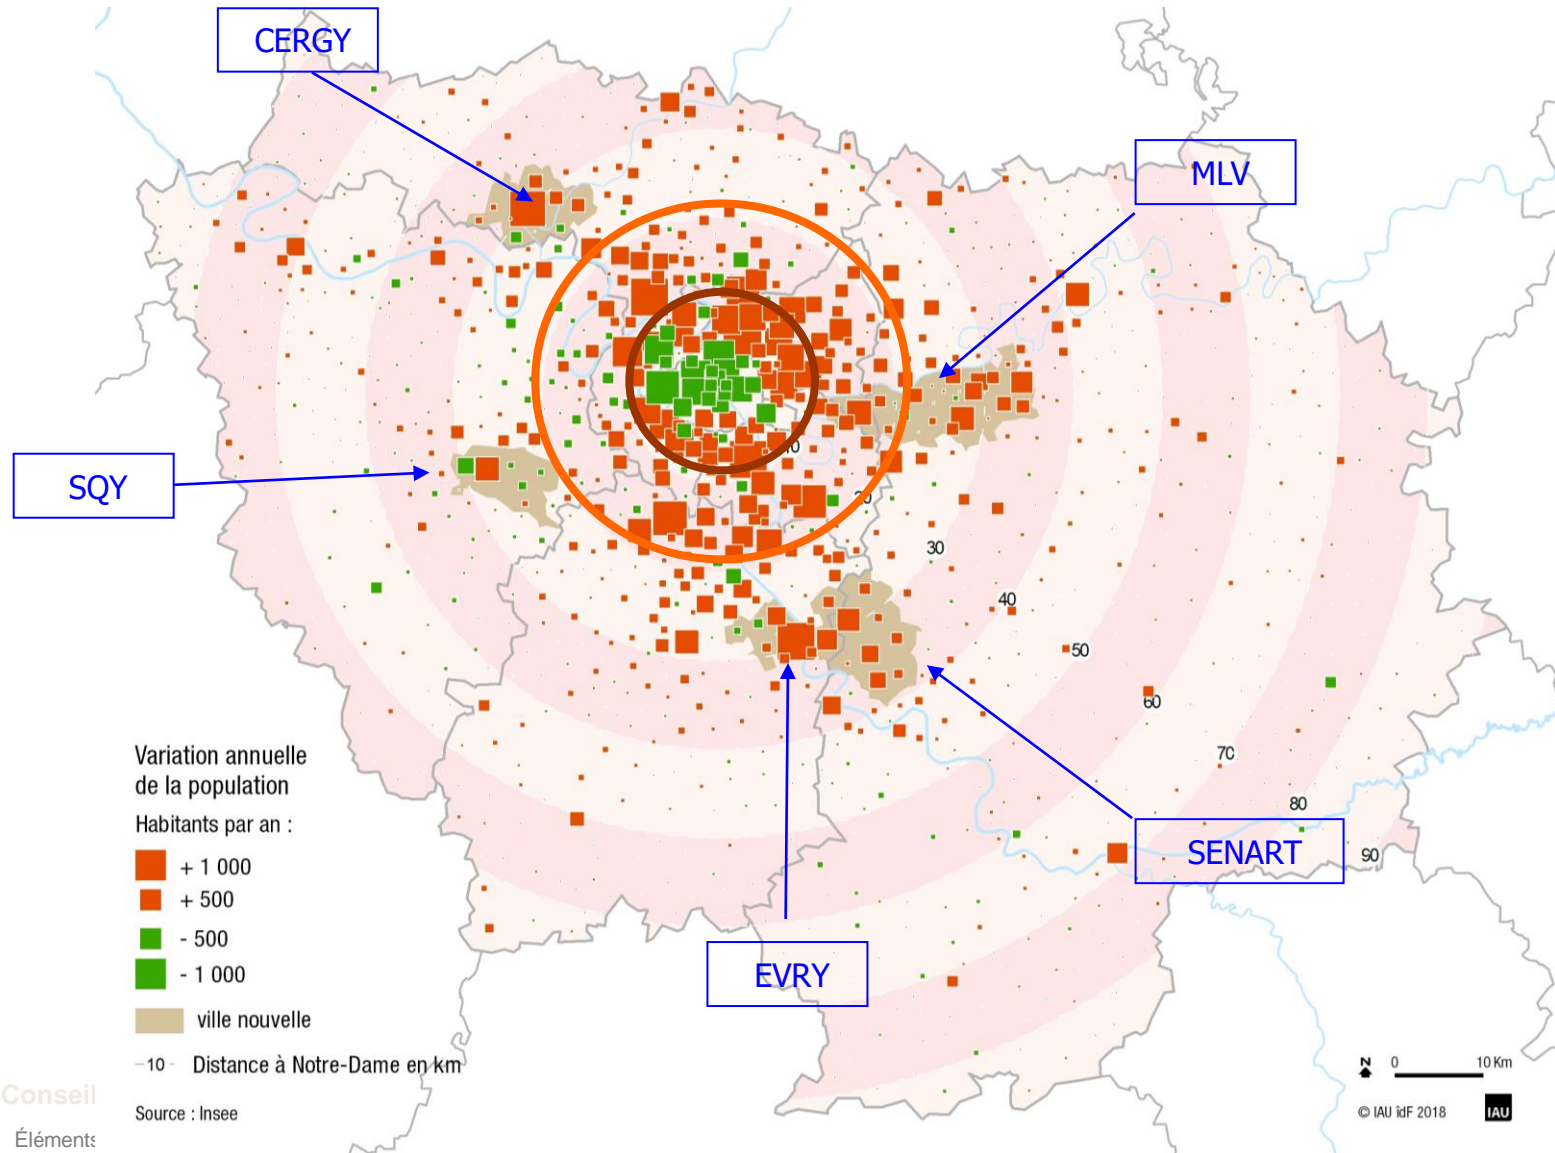 CERGY
MLV
SQY
10
20
30
40
50
60
70
80
90
SENART
EVRY
Variation annuelle
de la population
Habitants par an :
+ 1 000
+ 500
- 500
- 1 000
ville nouvelle
-10- Distance à Notre-Dame en km
Source : Insee
Conseil
Éléments
N
0 10 Km
© IAU îdF 2018
IAU